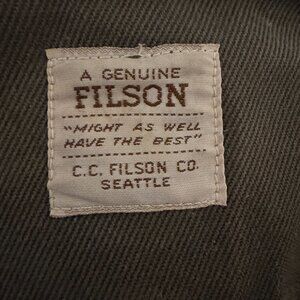 A GENUINE
FILSON
"MIGHT AS WELL
HAVE THE BEST"
C.C. FILSON CO.
SEATTLE